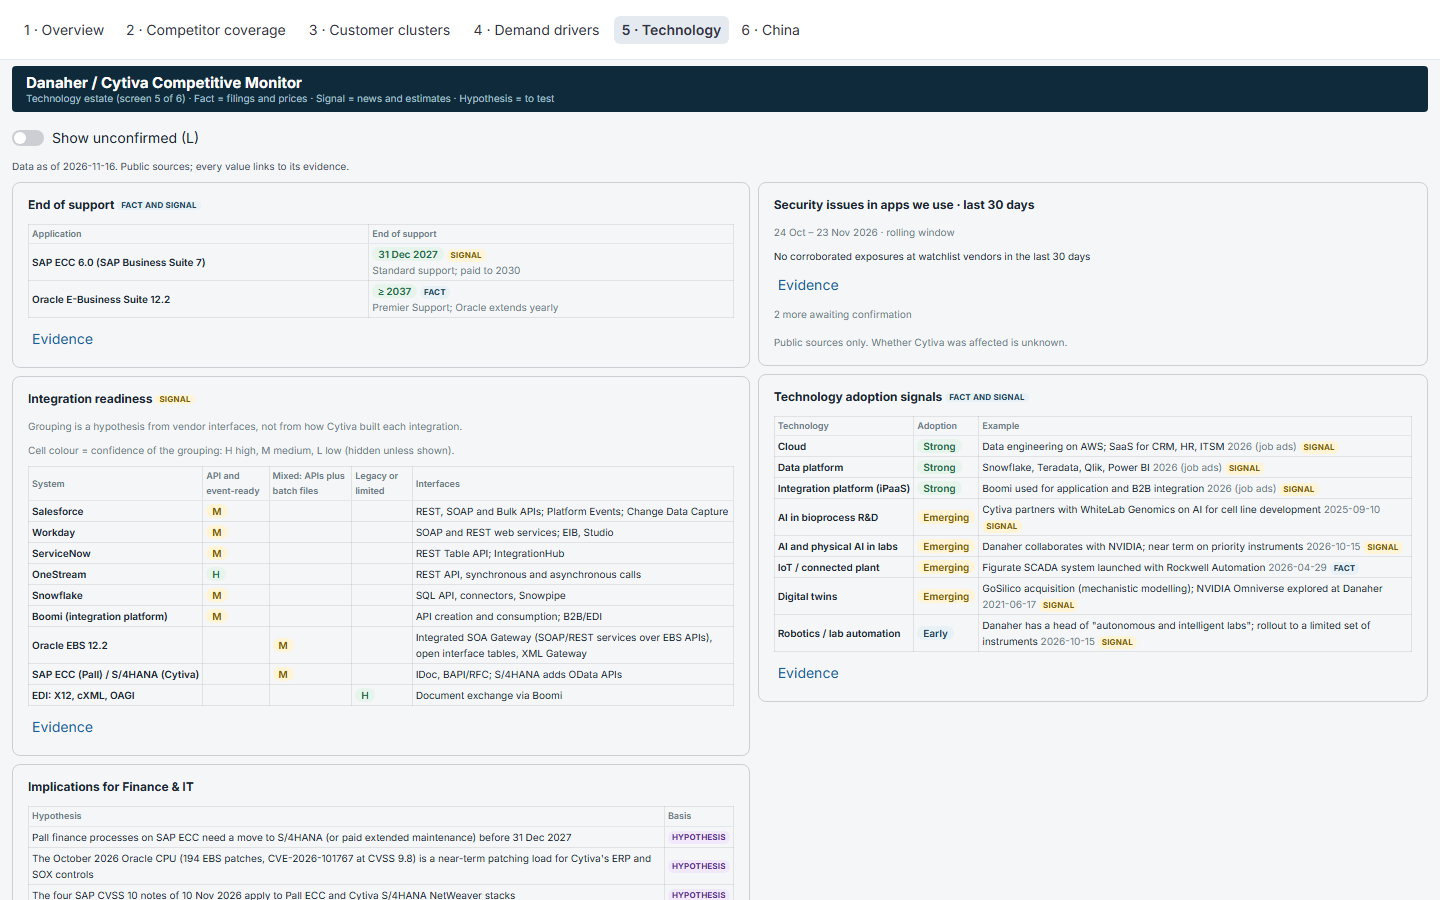 1 · Overview
2 · Competitor coverage
3 · Customer clusters
4 · Demand drivers
5 · Technology
6 · China
Danaher / Cytiva Competitive Monitor
Technology estate (screen 5 of 6) · Fact = filings and prices · Signal = news and estimates · Hypothesis = to test
Show unconfirmed (L)
Data as of 2026-11-16. Public sources; every value links to its evidence.
End of support FACT AND SIGNAL
Application End of support
SAP ECC 6.0 (SAP Business Suite 7) 31 Dec 2027 SIGNAL
Standard support; paid to 2030
Oracle E-Business Suite 12.2 ≥ 2037 FACT
Premier Support; Oracle extends yearly
Evidence
Integration readiness SIGNAL
Grouping is a hypothesis from vendor interfaces, not from how Cytiva built each integration.
Cell colour = confidence of the grouping: H high, M medium, L low (hidden unless shown).
System API and event-ready Mixed: APIs plus batch files Legacy or limited Interfaces
Salesforce M REST, SOAP and Bulk APIs; Platform Events; Change Data Capture
Workday M SOAP and REST web services; EIB, Studio
ServiceNow M REST Table API; IntegrationHub
OneStream H REST API, synchronous and asynchronous calls
Snowflake M SQL API, connectors, Snowpipe
Boomi (integration platform) M API creation and consumption; B2B/EDI
Oracle EBS 12.2 M Integrated SOA Gateway (SOAP/REST services over EBS APIs),
open interface tables, XML Gateway
SAP ECC (Pall) / S/4HANA (Cytiva) M IDoc, BAPI/RFC; S/4HANA adds OData APIs
EDI: X12, cXML, OAGI H Document exchange via Boomi
Evidence
Implications for Finance & IT
Hypothesis Basis
Pall finance processes on SAP ECC need a move to S/4HANA (or paid extended maintenance) before 31 Dec 2027 HYPOTHESIS
The October 2026 Oracle CPU (194 EBS patches, CVE-2026-101767 at CVSS 9.8) is a near-term patching load for Cytiva's ERP and
SOX controls HYPOTHESIS
The four SAP CVSS 10 notes of 10 Nov 2026 apply to Pall ECC and Cytiva S/4HANA NetWeaver stacks HYPOTHESIS
Security issues in apps we use · last 30 days
24 Oct – 23 Nov 2026 · rolling window
No corroborated exposures at watchlist vendors in the last 30 days
Evidence
2 more awaiting confirmation
Public sources only. Whether Cytiva was affected is unknown.
Technology adoption signals FACT AND SIGNAL
Technology Adoption Example
Cloud Strong Data engineering on AWS; SaaS for CRM, HR, ITSM 2026 (job ads) SIGNAL
Data platform Strong Snowflake, Teradata, Qlik, Power BI 2026 (job ads) SIGNAL
Integration platform (iPaaS) Strong Boomi used for application and B2B integration 2026 (job ads) SIGNAL
AI in bioprocess R&D Emerging Cytiva partners with WhiteLab Genomics on AI for cell line development 2025-09-10
SIGNAL
AI and physical AI in labs Emerging Danaher collaborates with NVIDIA; near term on priority instruments 2026-10-15 SIGNAL
IoT / connected plant Emerging Figurate SCADA system launched with Rockwell Automation 2026-04-29 FACT
Digital twins Emerging GoSilico acquisition (mechanistic modelling); NVIDIA Omniverse explored at Danaher
2021-06-17 SIGNAL
Robotics / lab automation Early Danaher has a head of "autonomous and intelligent labs"; rollout to a limited set of
instruments 2026-10-15 SIGNAL
Evidence